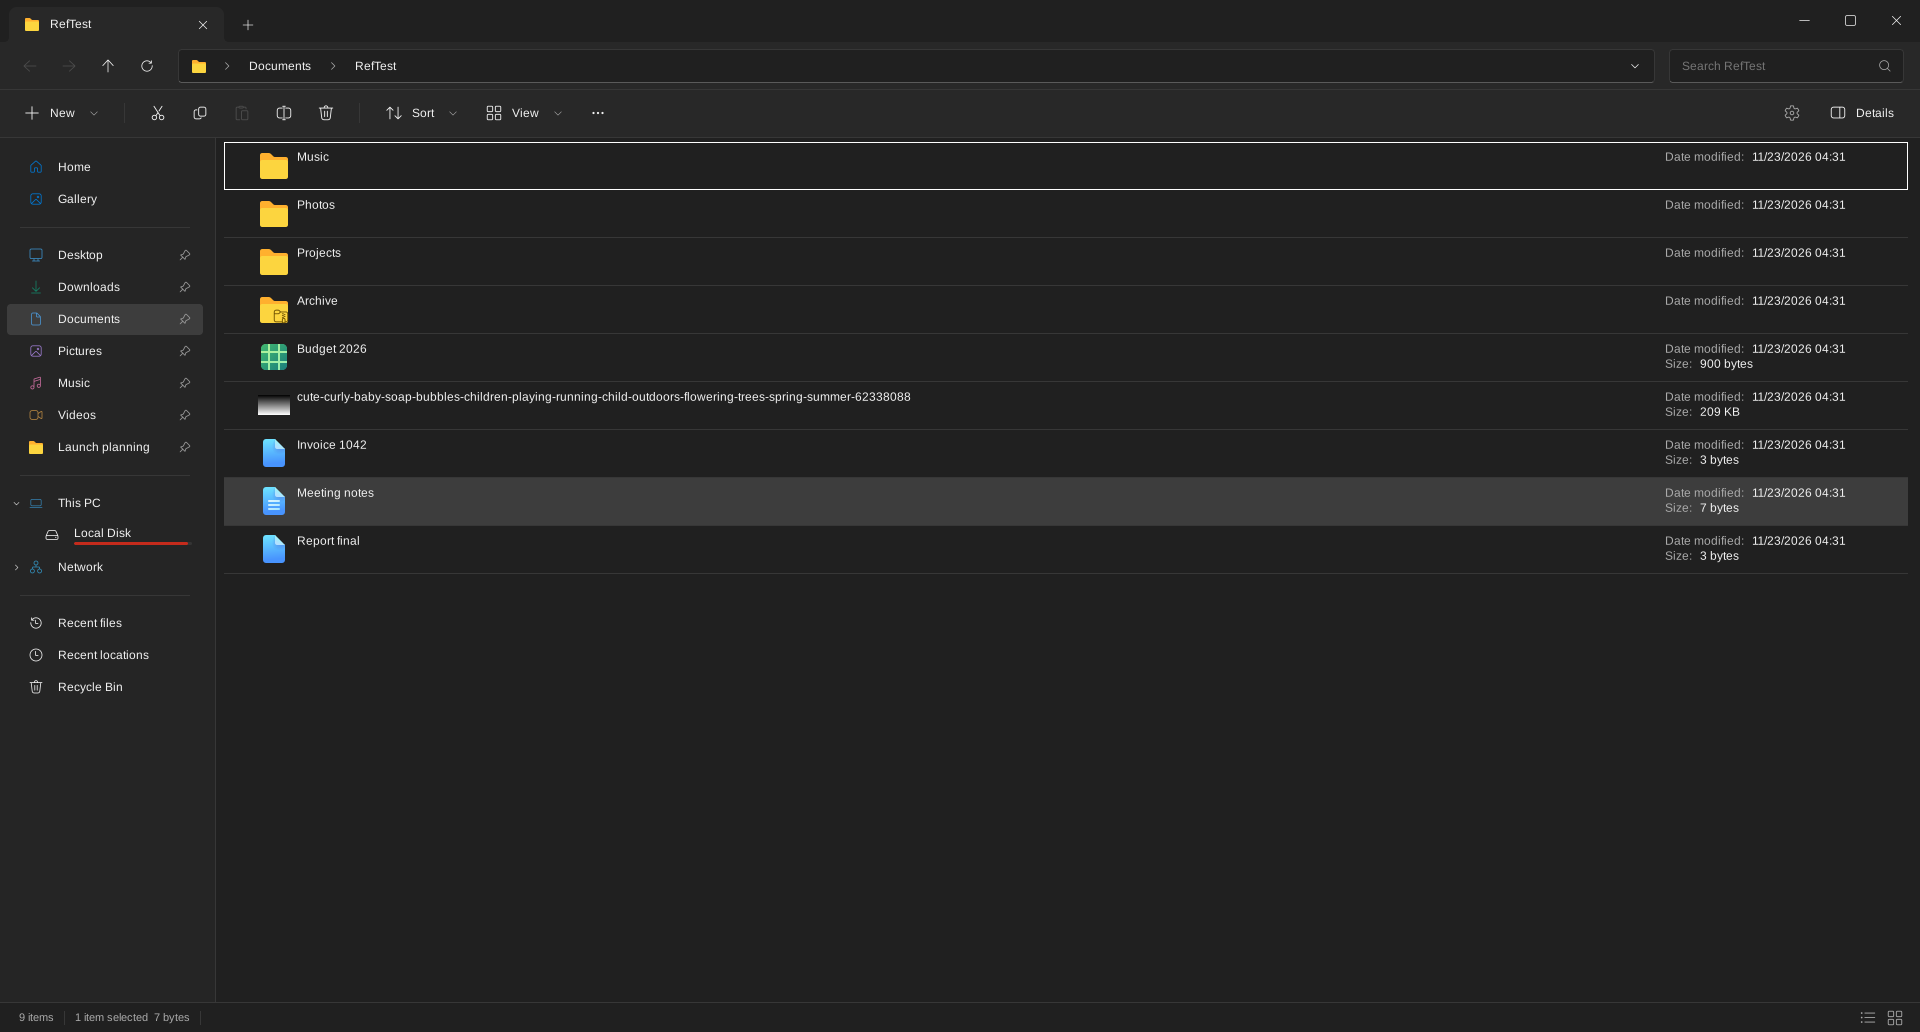 RefTest
Documents
RefTest
Search RefTest
New
Sort
View
Details
Home
Gallery
Desktop
Downloads
Documents
Pictures
Music
Videos
Launch planning
This PC
Local Disk
Network
Recent files
Recent locations
Recycle Bin
Music
Date modified: 11/23/2026 04:31
Photos
Date modified: 11/23/2026 04:31
Projects
Date modified: 11/23/2026 04:31
Archive
Date modified: 11/23/2026 04:31
Budget 2026
Date modified: 11/23/2026 04:31
Size: 900 bytes
cute-curly-baby-soap-bubbles-children-playing-running-child-outdoors-flowering-trees-spring-summer-62338088
Date modified: 11/23/2026 04:31
Size: 209 KB
Invoice 1042
Date modified: 11/23/2026 04:31
Size: 3 bytes
Meeting notes
Date modified: 11/23/2026 04:31
Size: 7 bytes
Report final
Date modified: 11/23/2026 04:31
Size: 3 bytes
9 items
1 item selected 7 bytes